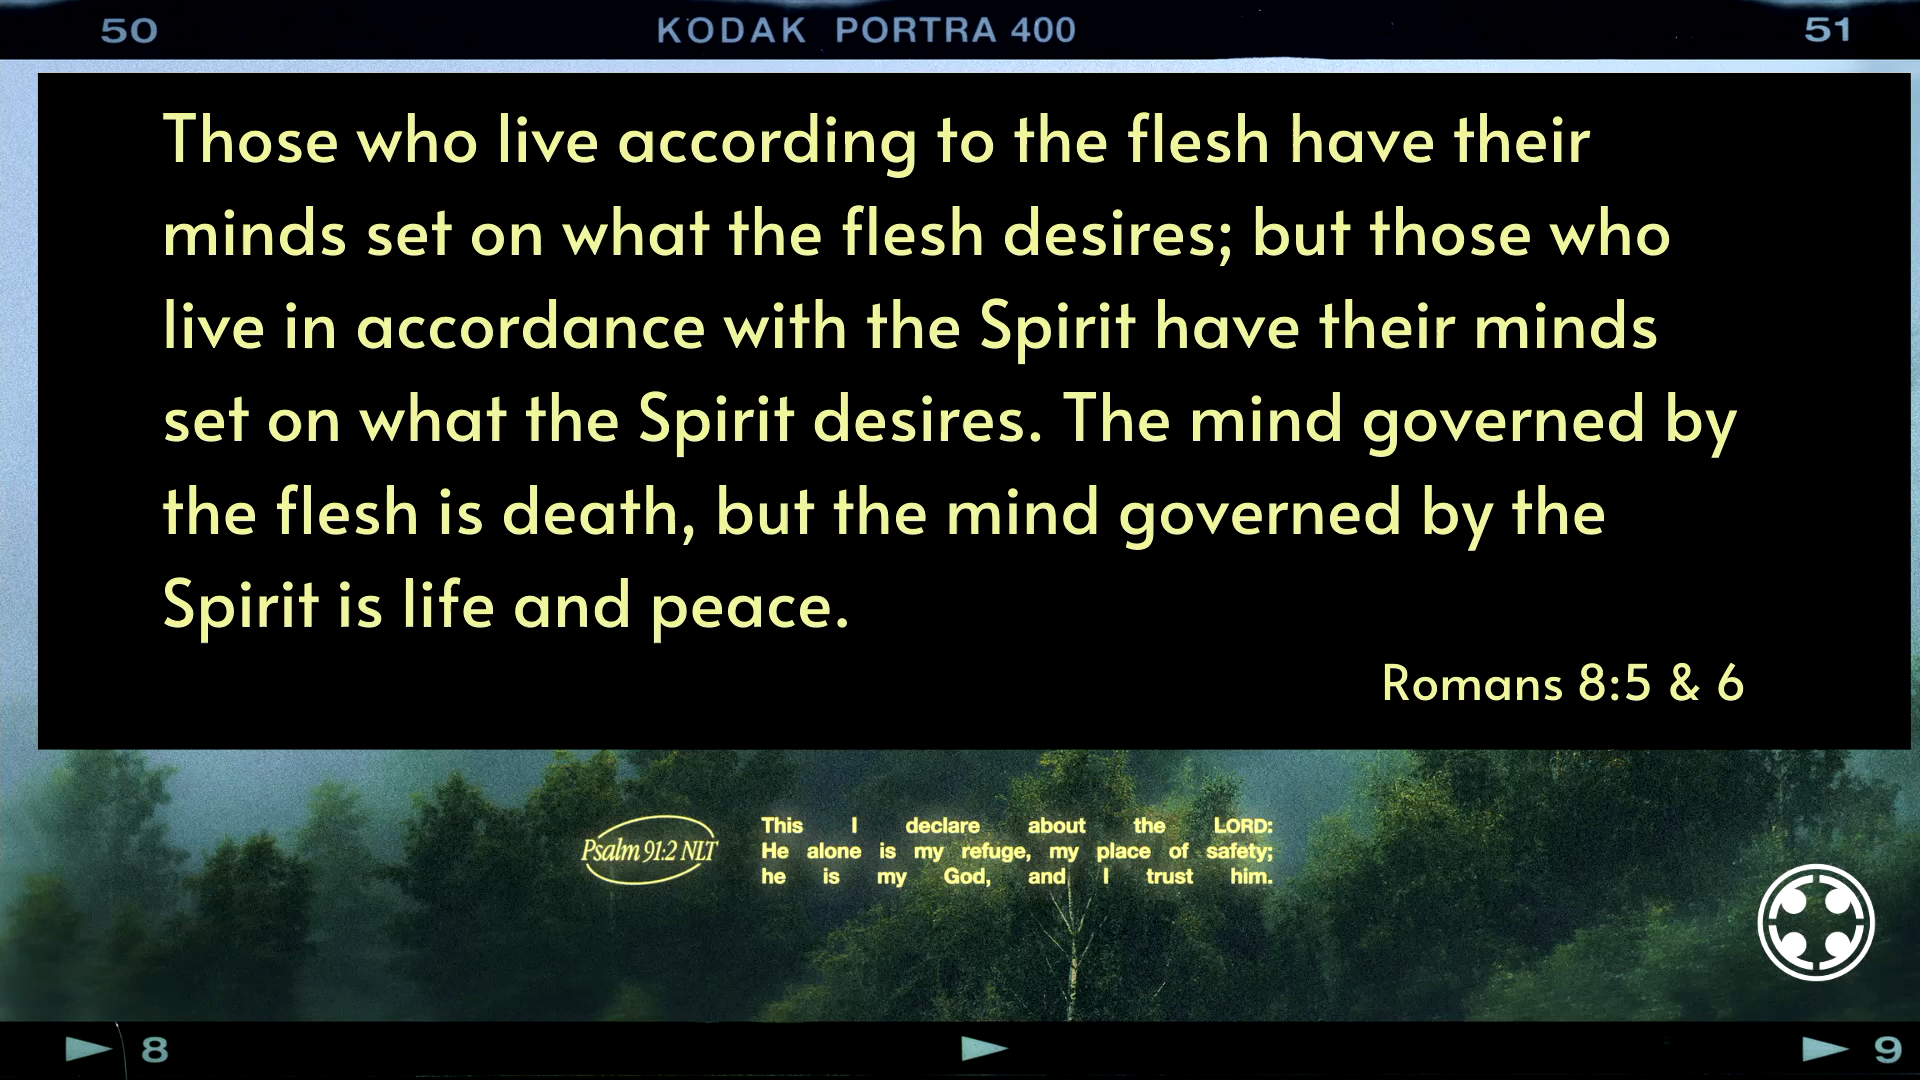 50 KODAK PORTRA 400 51
Those who live according to the flesh have their
minds set on what the flesh desires; but those who
live in accordance with the Spirit have their minds
set on what the Spirit desires. The mind governed by
the flesh is death, but the mind governed by the
Spirit is life and peace.
Romans 8:5 & 6
Psalm 91:2 NLT
This I declare about the LORD:
He alone is my refuge, my place of safety;
he is my God, and I trust him.
8 9